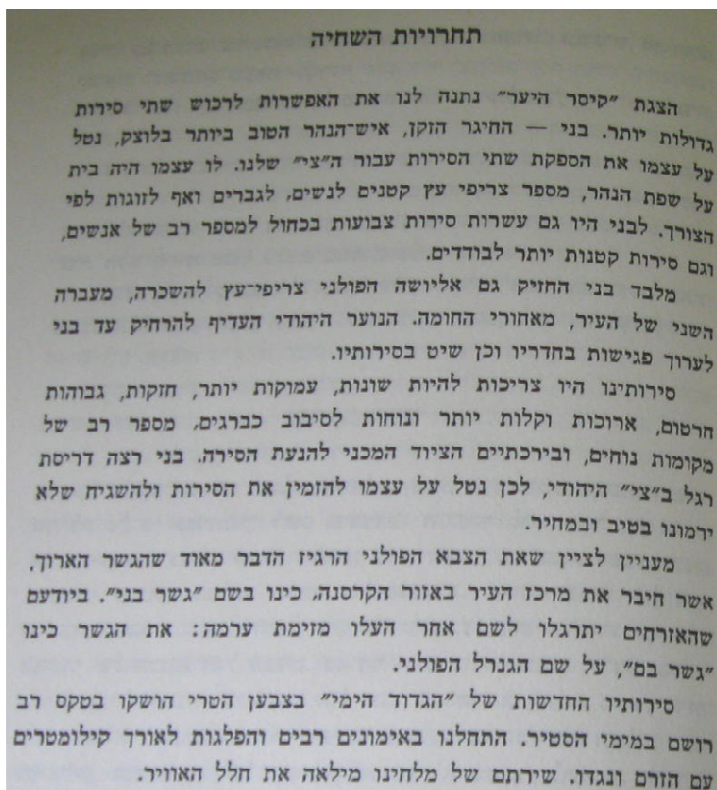 תחרויות השחיה
הצגת "קיסר היער" נתנה לנו את האפשרות לרכוש שתי סירות
גדולות יותר. בני — החיגר הזקן, איש־הנהר הטוב ביותר בלוצק, נטל
על עצמו את הספקת שתי הסירות עבור ה"צי" שלנו. לו עצמו היה בית
על שפת הנהר, מספר צריפי עץ קטנים לנשים, לגברים ואף לזוגות לפי
הצורך. לבני היו גם עשרות סירות צבועות בכחול למספר רב של אנשים,
וגם סירות קטנות יותר לבודדים.
מלבד בני החזיק גם אליושה הפולני צריפי־עץ להשכרה, מעברה
השני של העיר, מאחורי החומה. הנוער היהודי העדיף להרחיק עד בני
לערוך פגישות בחדריו וכן שיט בסירותיו.
סירותינו היו צריכות להיות שונות, עמוקות יותר, חזקות, גבוהות
חרטום, ארוכות וקלות יותר ונוחות לסיבוב כברגים, מספר רב של
מקומות נוחים, ובירכתיים הציוד המכני להנעת הסירה. בני רצה דריסת
רגל ב"צי" היהודי, לכן נטל על עצמו להזמין את הסירות ולהשגיח שלא
ירמונו בטיב ובמחיר.
מעניין לציין שאת הצבא הפולני הרגיז הדבר מאוד שהגשר הארוך,
אשר חיבר את מרכז העיר באזור הקרסנה, כינו בשם "גשר בני". ביודעם
שהאזרחים יתרגלו לשם אחר העלו מזימת ערמה: את הגשר כינו
"גשר בם", על שם הגנרל הפולני.
סירותיו החדשות של "הגדוד הימי" בצבען הטרי הושקו בטקס רב
רושם במימי הסטיר. התחלנו באימונים רבים והפלגות לאורך קילומטרים
עם הזרם ונגדו. שירתם של מלחינו מילאה את חלל האוויר.